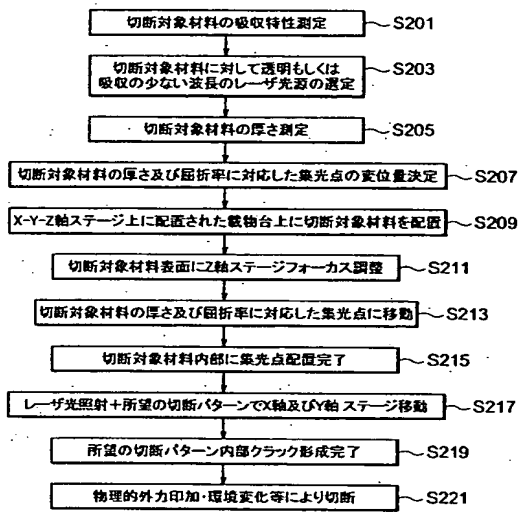 切断対象材料の吸収特性測定 S201
切断対象材料に対して透明もしくは
吸収の少ない波長のレーザ光源の選定 S203
切断対象材料の厚さ測定 S205
切断対象材料の厚さ及び屈折率に対応した集光点の変位量決定 S207
X-Y-Z軸ステージ上に配置された載物台上に切断対象材料を配置 S209
切断対象材料表面にZ軸ステージフォーカス調整 S211
切断対象材料の厚さ及び屈折率に対応した集光点に移動 S213
切断対象材料内部に集光点配置完了 S215
レーザ光照射+所望の切断パターンでX軸及びY軸 ステージ移動 S217
所望の切断パターン内部クラック形成完了 S219
物理的外力印加・環境変化等により切断 S221